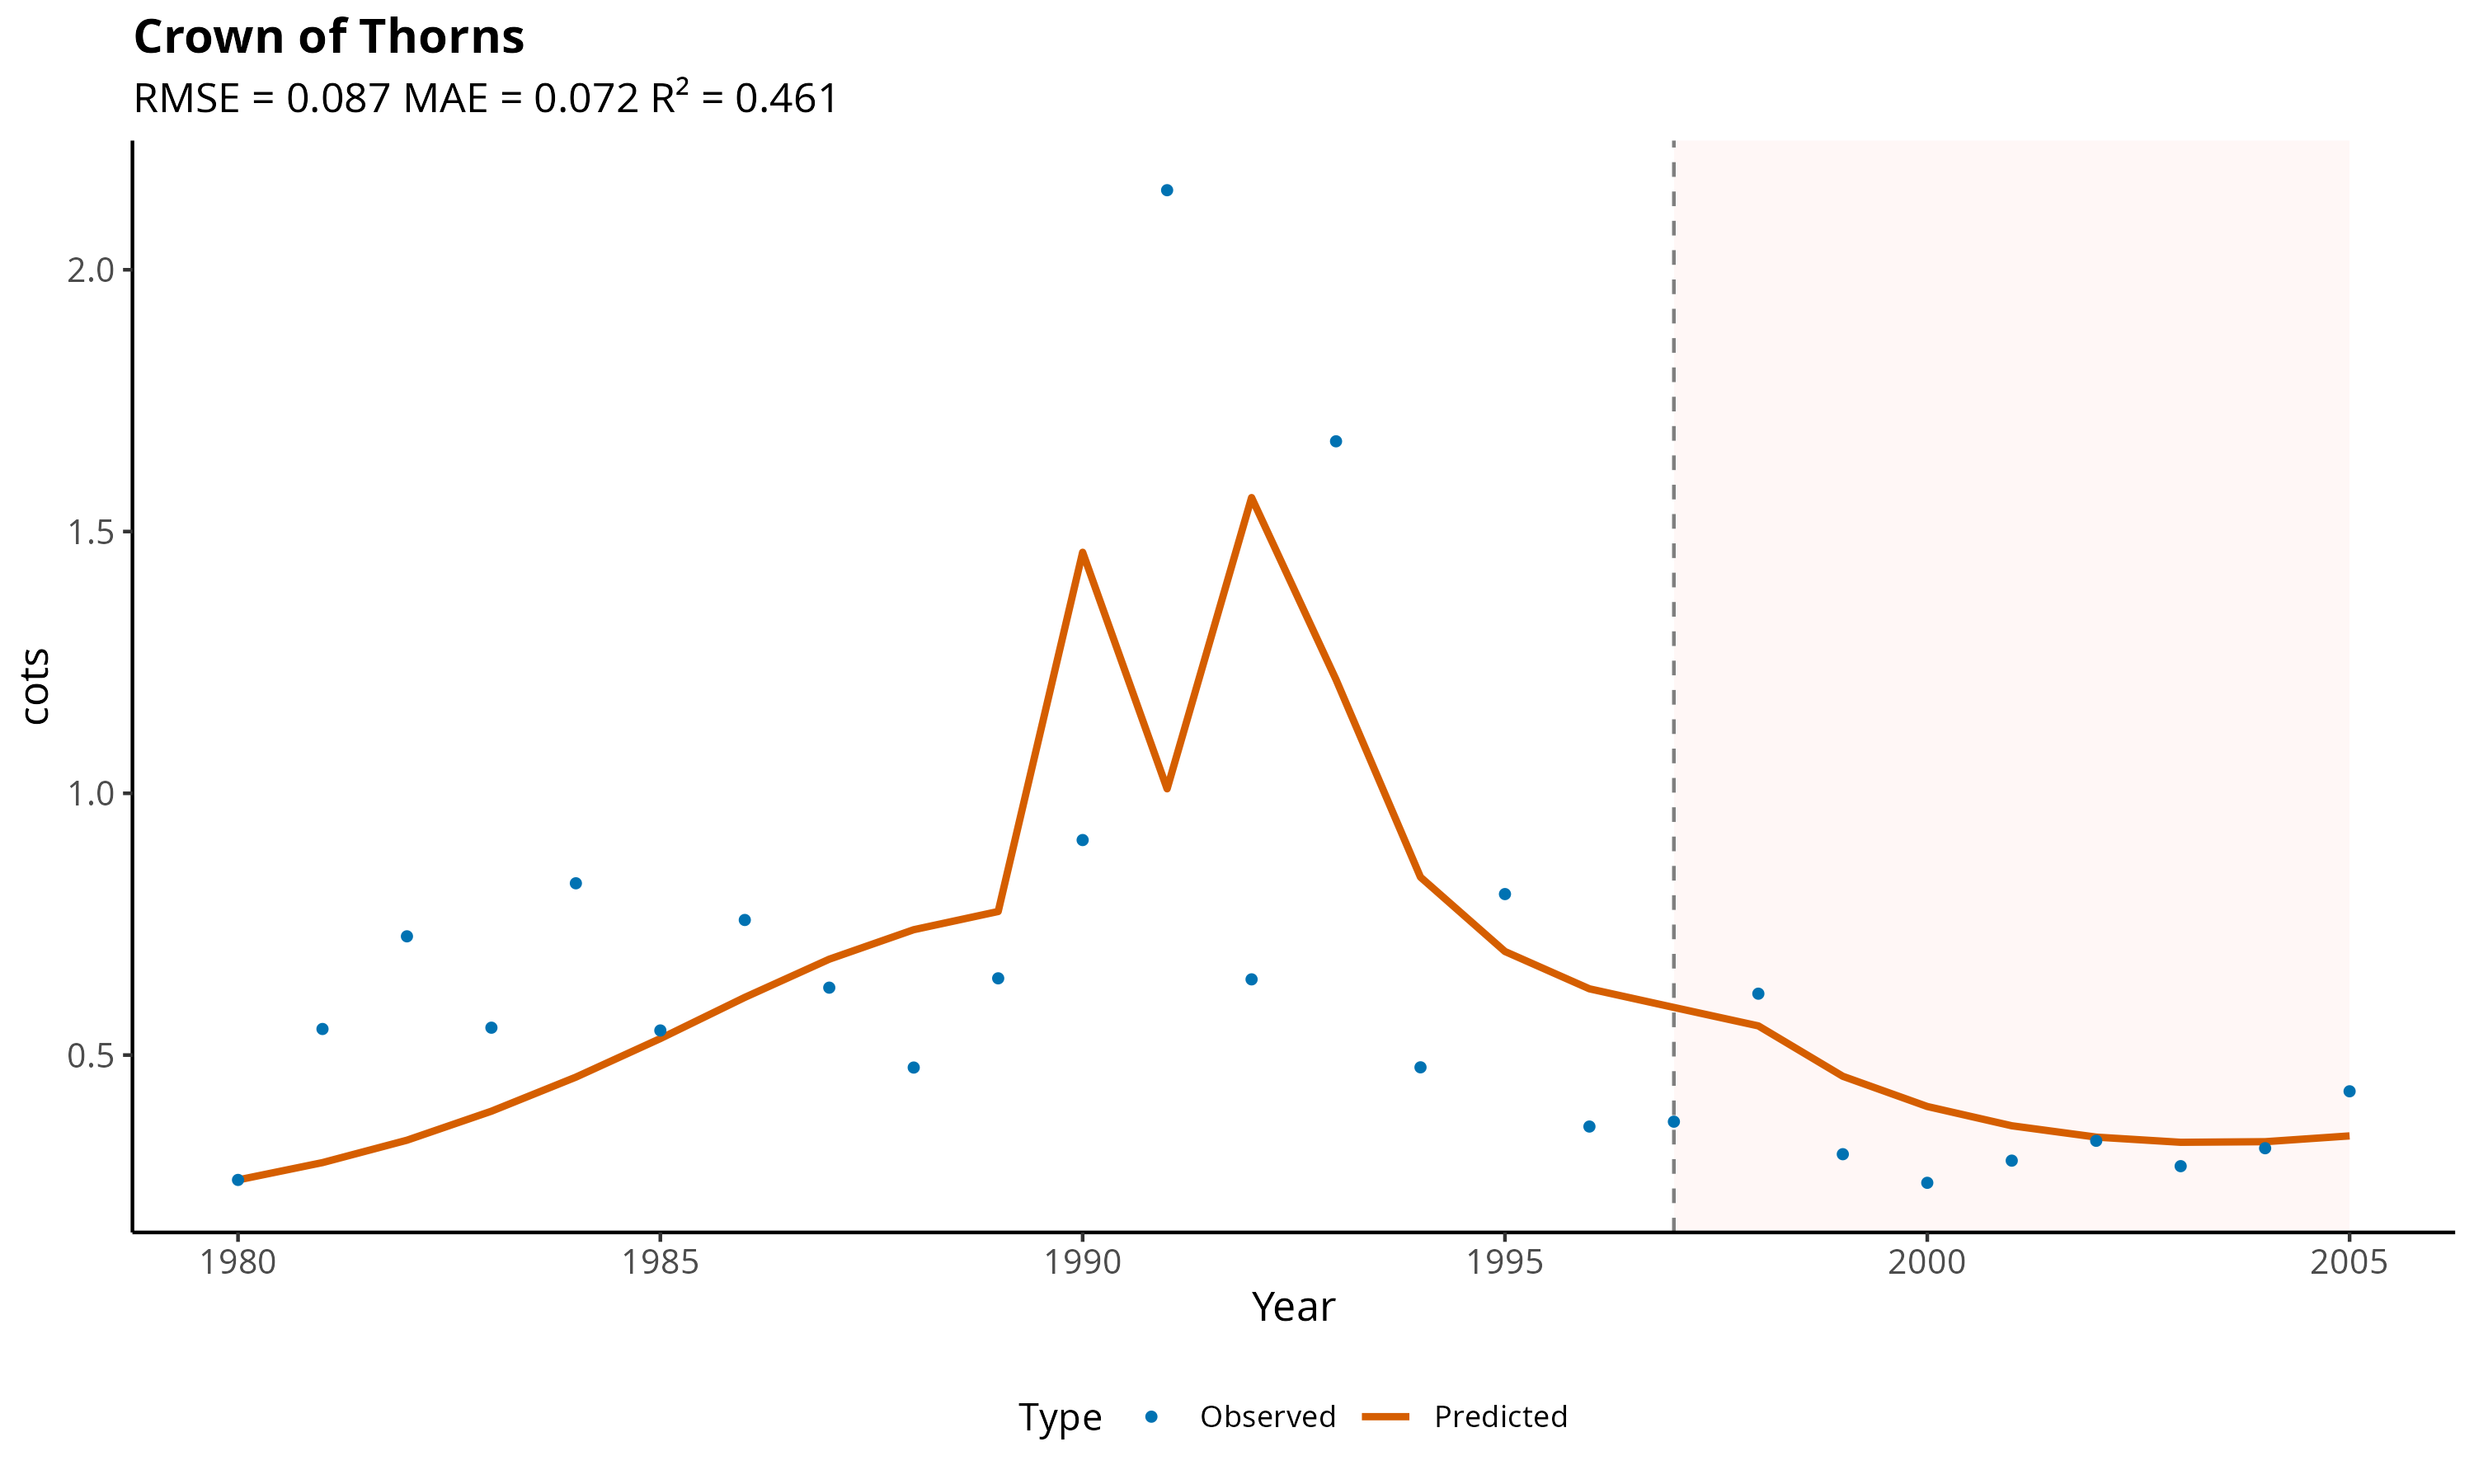 Crown of Thorns
RMSE = 0.087 MAE = 0.072 R² = 0.461
2.0
1.5
1.0
0.5
cots
1980 1985 1990 1995 2000 2005
Year
Type Observed Predicted